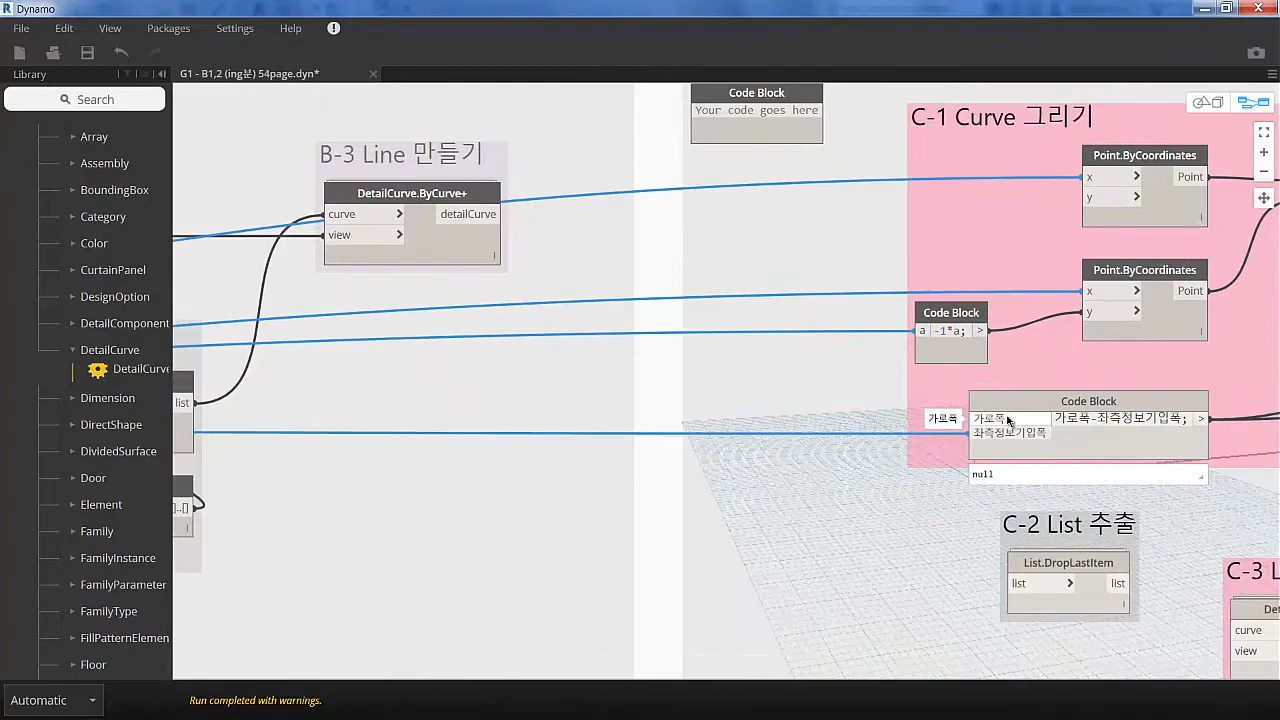 Dynamo
File Edit View Packages Settings Help
Library
G1 - B1,2 (ing분) 54page.dyn*
Search
Array
Assembly
BoundingBox
Category
Color
CurtainPanel
DesignOption
DetailComponent
DetailCurve
DetailCurve
Dimension
DirectShape
DividedSurface
Door
Element
Family
FamilyInstance
FamilyParameter
FamilyType
FillPatternElemen
Floor
B-3 Line 만들기
DetailCurve.ByCurve+
curve > detailCurve
view >
list
[]..[]
Code Block
Your code goes here
C-1 Curve 그리기
Point.ByCoordinates
x > Point
y >
Point.ByCoordinates
x > Point
y >
Code Block
a -1*a; >
Code Block
가로폭
가로폭 가로폭-좌측정보기입폭; >
좌측정보기입폭
null
C-2 List 추출
List.DropLastItem
list > list
C-3 L
Det
curve
view
Automatic
Run completed with warnings.